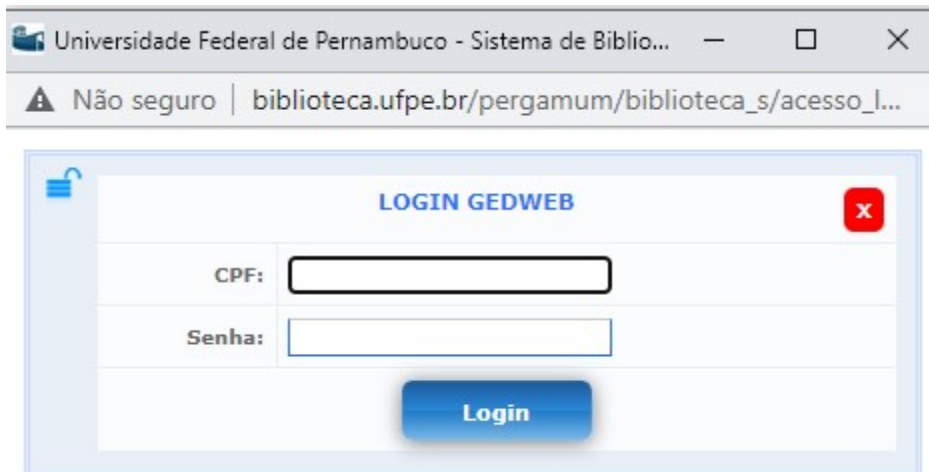 Universidade Federal de Pernambuco - Sistema de Biblio...
Não seguro | biblioteca.ufpe.br/pergamum/biblioteca_s/acesso_l...
LOGIN GEDWEB
x
CPF:
Senha:
Login